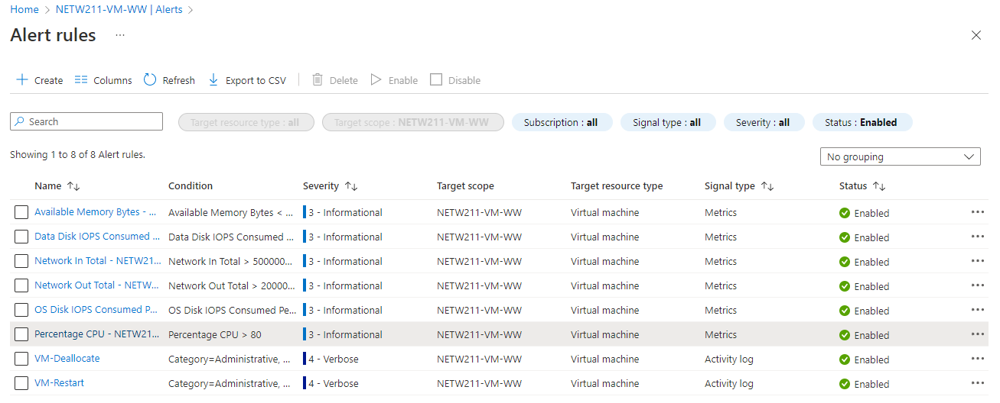 Home > NETW211-VM-WW | Alerts >
Alert rules ...
Create Columns Refresh Export to CSV Delete Enable Disable
Search Target resource type : all Target scope : NETW211-VM-WW Subscription : all Signal type : all Severity : all Status : Enabled
Showing 1 to 8 of 8 Alert rules.
No grouping
Name Condition Severity Target scope Target resource type Signal type Status
Available Memory Bytes - ... Available Memory Bytes < ... 3 - Informational NETW211-VM-WW Virtual machine Metrics Enabled ...
Data Disk IOPS Consumed ... Data Disk IOPS Consumed ... 3 - Informational NETW211-VM-WW Virtual machine Metrics Enabled ...
Network In Total - NETW21... Network In Total > 500000... 3 - Informational NETW211-VM-WW Virtual machine Metrics Enabled ...
Network Out Total - NETW... Network Out Total > 20000... 3 - Informational NETW211-VM-WW Virtual machine Metrics Enabled ...
OS Disk IOPS Consumed P... OS Disk IOPS Consumed Pe... 3 - Informational NETW211-VM-WW Virtual machine Metrics Enabled ...
Percentage CPU - NETW21... Percentage CPU > 80 3 - Informational NETW211-VM-WW Virtual machine Metrics Enabled ...
VM-Deallocate Category=Administrative, ... 4 - Verbose NETW211-VM-WW Virtual machine Activity log Enabled ...
VM-Restart Category=Administrative, ... 4 - Verbose NETW211-VM-WW Virtual machine Activity log Enabled ...